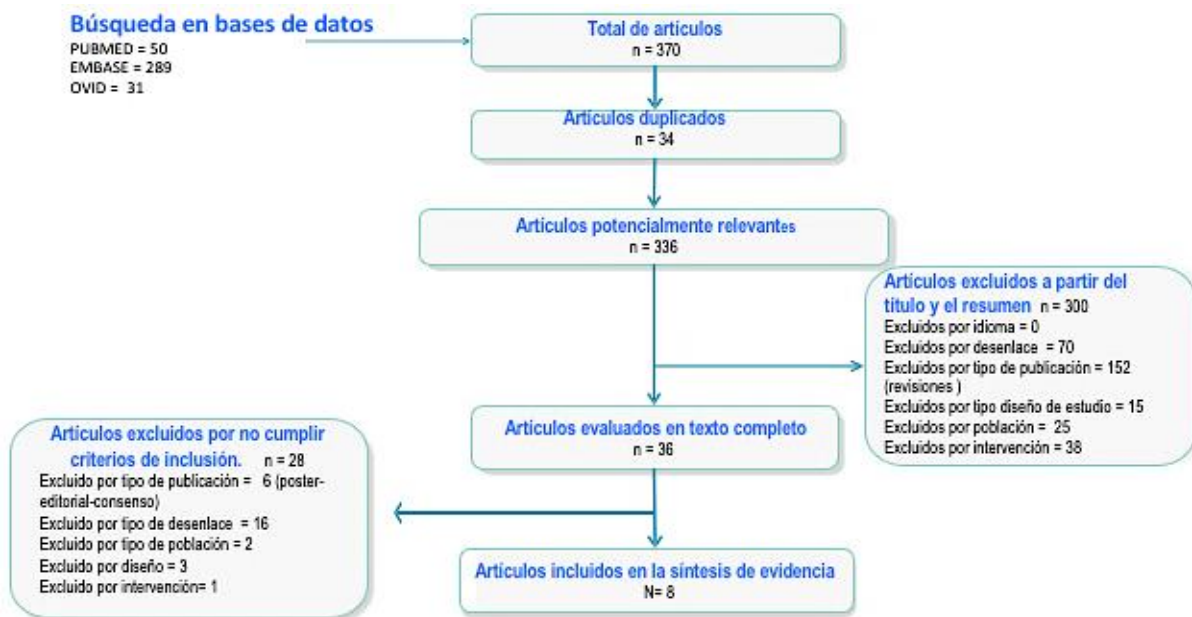 Búsqueda en bases de datos
PUBMED = 50
EMBASE = 289
OVID = 31
Total de artículos
n = 370
Artículos duplicados
n = 34
Artículos potencialmente relevantes
n = 336
Artículos excluidos a partir del
titulo y el resumen n = 300
Excluidos por idioma = 0
Excluidos por desenlace = 70
Excluidos por tipo de publicación = 152
(revisiones )
Excluidos por tipo diseño de estudio = 15
Excluidos por población = 25
Excluidos por intervención = 38
Artículos evaluados en texto completo
n = 36
Artículos excluidos por no cumplir
criterios de inclusión. n = 28
Excluido por tipo de publicación = 6 (poster-
editorial-consenso)
Excluido por tipo de desenlace = 16
Excluido por tipo de población = 2
Excluido por diseño = 3
Excluido por intervención= 1
Artículos incluidos en la síntesis de evidencia
N= 8